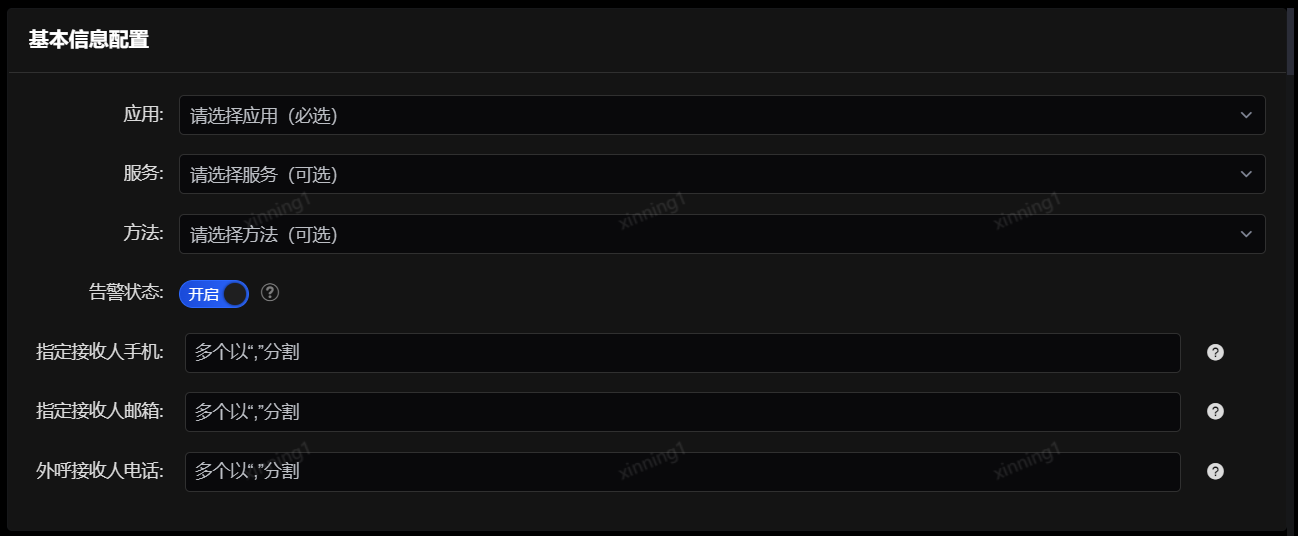 基本信息配置
应用: 请选择应用（必选）
服务: 请选择服务（可选）
xinning1 xinning1 xinning1
方法: 请选择方法（可选）
告警状态: 开启 ?
指定接收人手机: 多个以“,”分割 ?
指定接收人邮箱: 多个以“,”分割 ?
xinning1 xinning1 xinning1
外呼接收人电话: 多个以“,”分割 ?